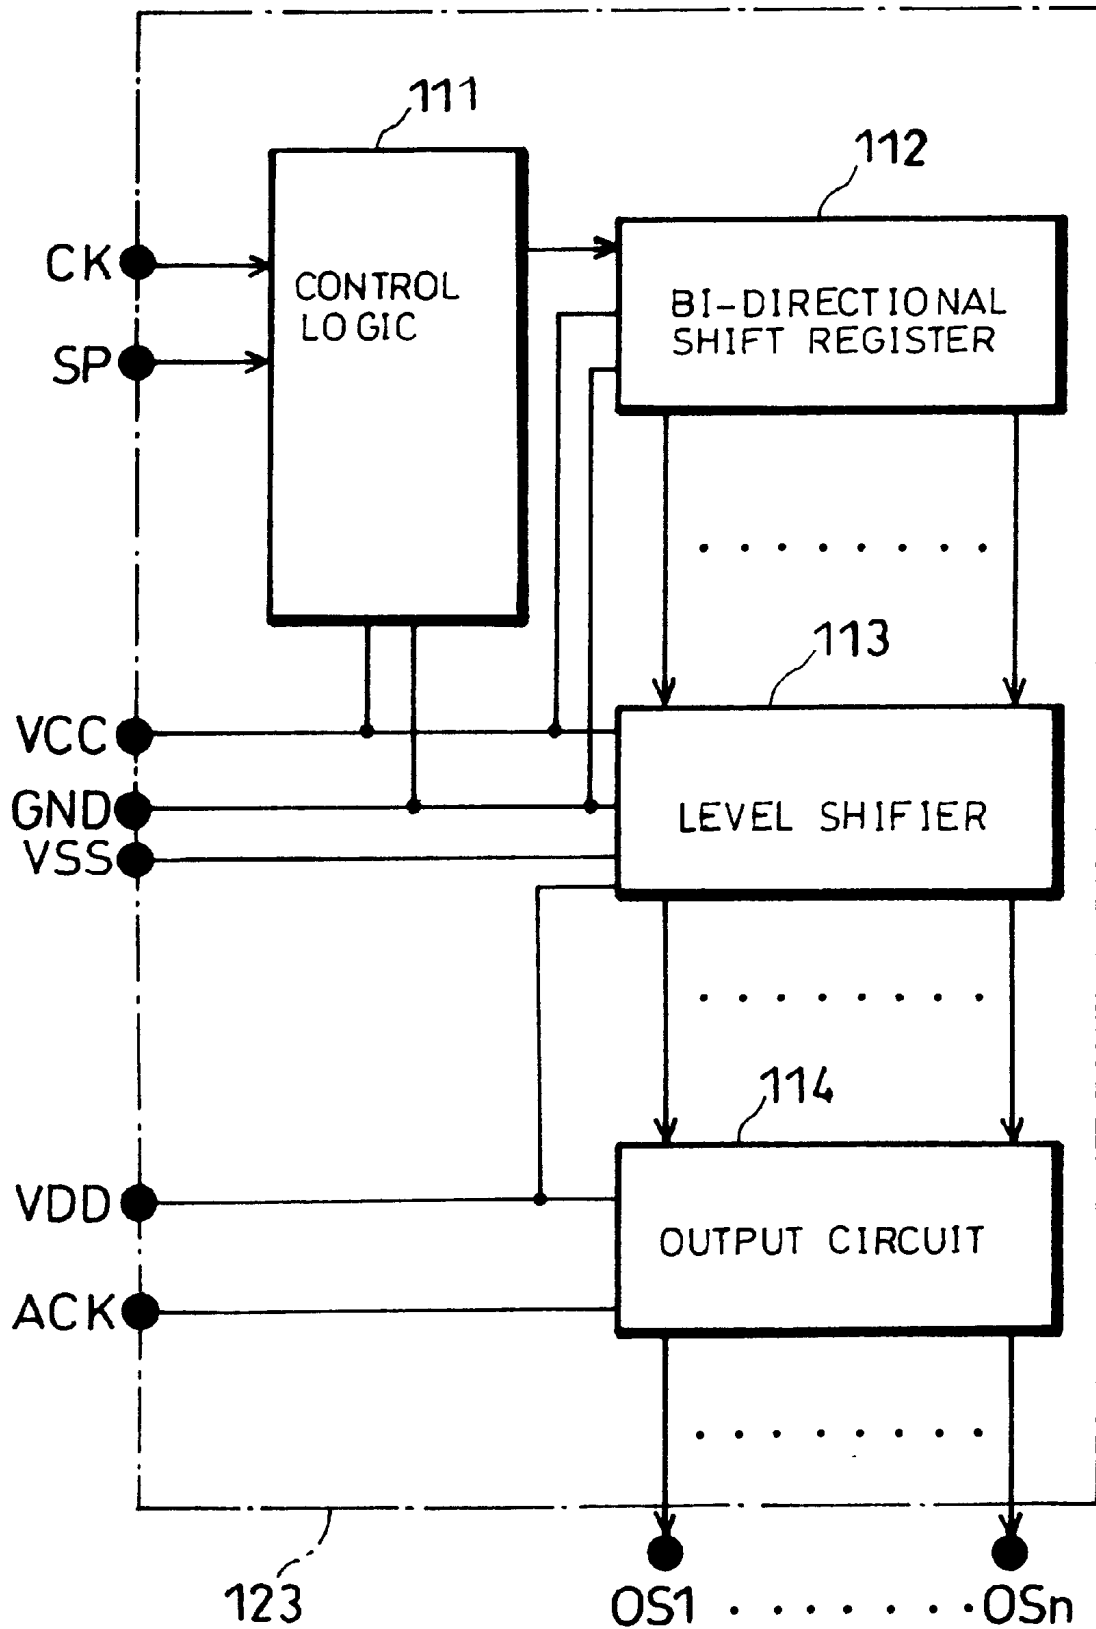 111
112
CK
CONTROL
LOGIC
BI-DIRECTIONAL
SHIFT REGISTER
SP
113
VCC
GND
LEVEL SHIFIER
VSS
114
VDD
OUTPUT CIRCUIT
ACK
123
OS1 ....... OSn